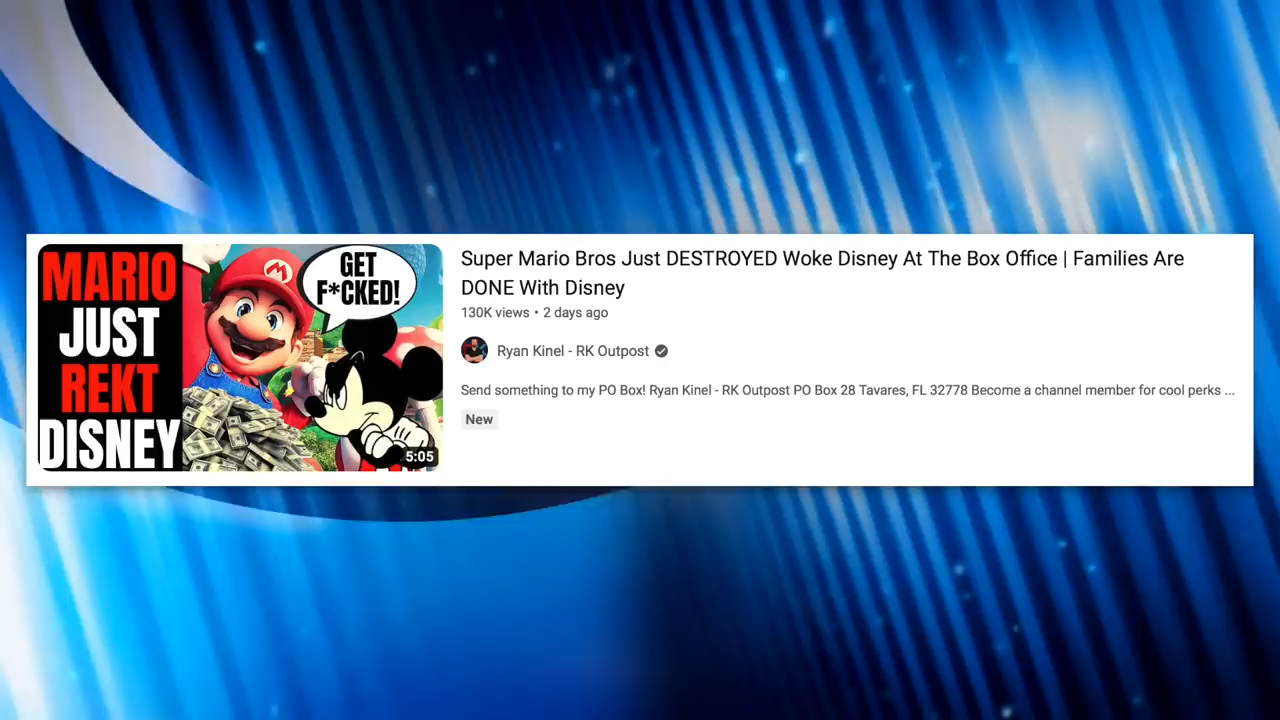 MARIO
JUST
REKT
DISNEY
GET
F*CKED!
M
5:05
Super Mario Bros Just DESTROYED Woke Disney At The Box Office | Families Are
DONE With Disney
130K views • 2 days ago
Ryan Kinel - RK Outpost
Send something to my PO Box! Ryan Kinel - RK Outpost PO Box 28 Tavares, FL 32778 Become a channel member for cool perks ...
New